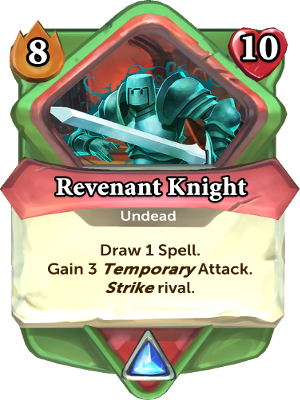 8
10
Revenant Knight
Undead
Draw 1 Spell.
Gain 3 Temporary Attack.
Strike rival.